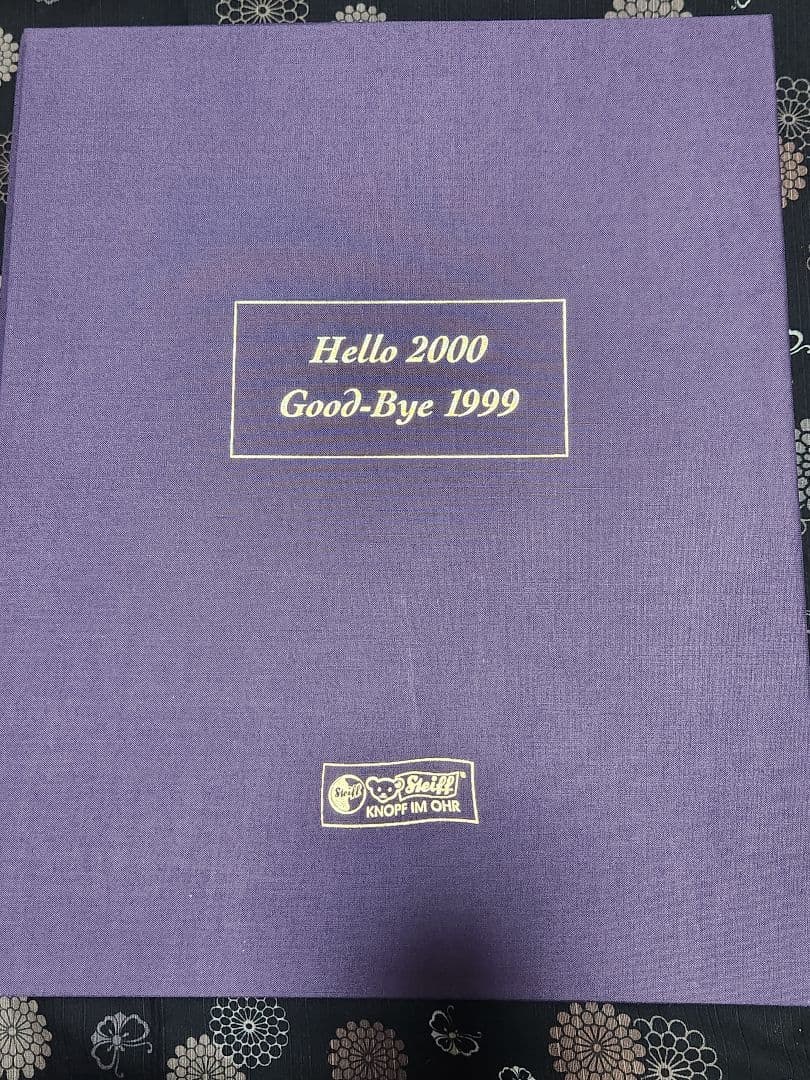 Hello 2000
Good-Bye 1999
Steiff Steiff
KNOPF IM OHR